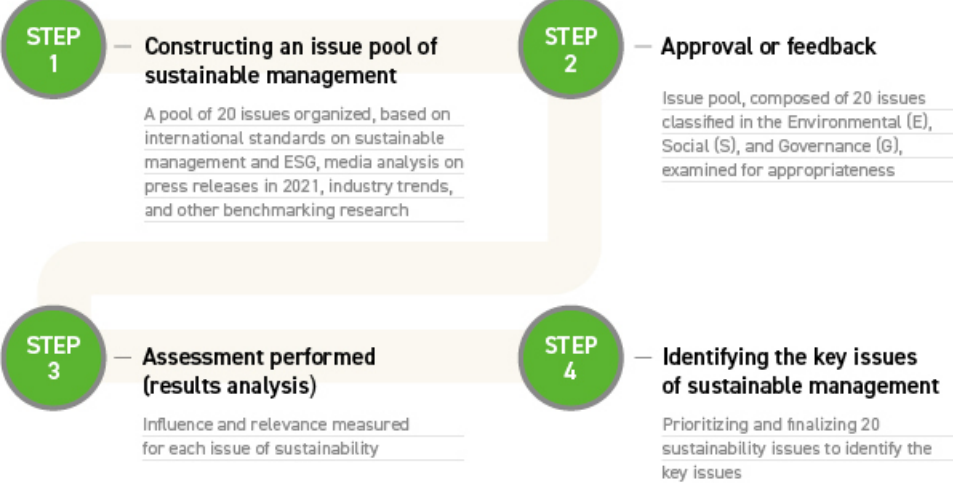 STEP
1
Constructing an issue pool of
sustainable management
A pool of 20 issues organized, based on
international standards on sustainable
management and ESG, media analysis on
press releases in 2021, industry trends,
and other benchmarking research
STEP
2
Approval or feedback
Issue pool, composed of 20 issues
classified in the Environmental (E),
Social (S), and Governance (G),
examined for appropriateness
STEP
3
Assessment performed
(results analysis)
Influence and relevance measured
for each issue of sustainability
STEP
4
Identifying the key issues
of sustainable management
Prioritizing and finalizing 20
sustainability issues to identify the
key issues